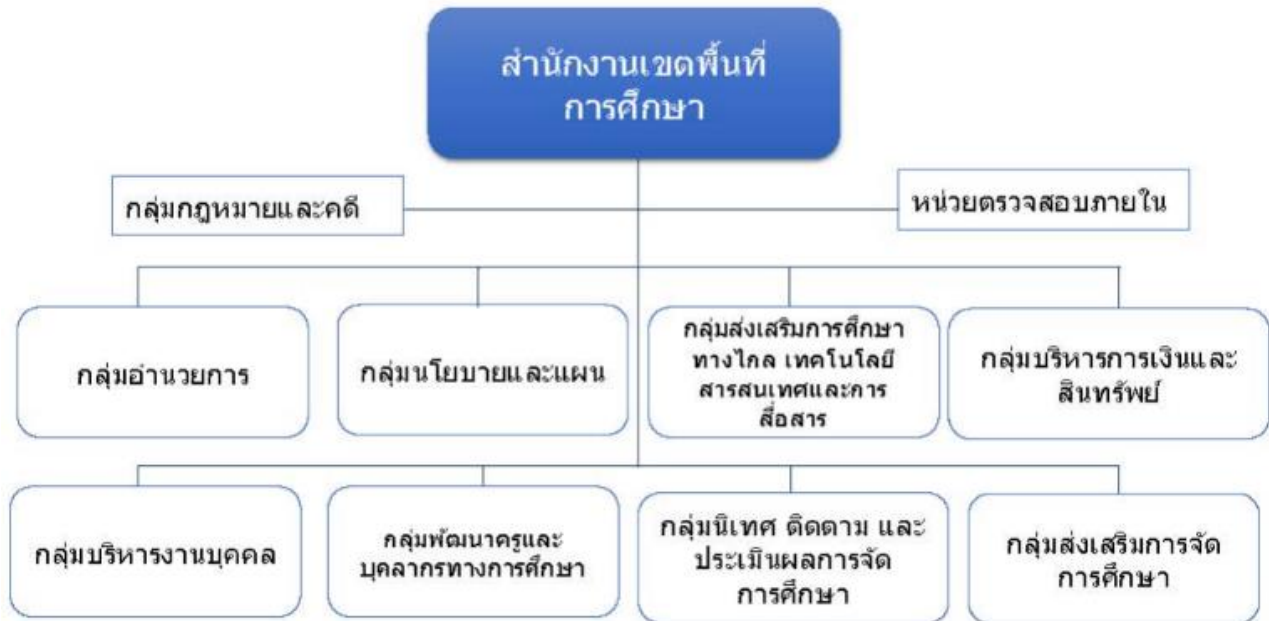 สำนักงานเขตพื้นที่
การศึกษา
กลุ่มกฎหมายและคดี
หน่วยตรวจสอบภายใน
กลุ่มอำนวยการ
กลุ่มนโยบายและแผน
กลุ่มส่งเสริมการศึกษา
ทางไกล เทคโนโลยี
สารสนเทศและการ
สื่อสาร
กลุ่มบริหารการเงินและ
สินทรัพย์
กลุ่มบริหารงานบุคคล
กลุ่มพัฒนาครูและ
บุคลากรทางการศึกษา
กลุ่มนิเทศ ติดตาม และ
ประเมินผลการจัด
การศึกษา
กลุ่มส่งเสริมการจัด
การศึกษา